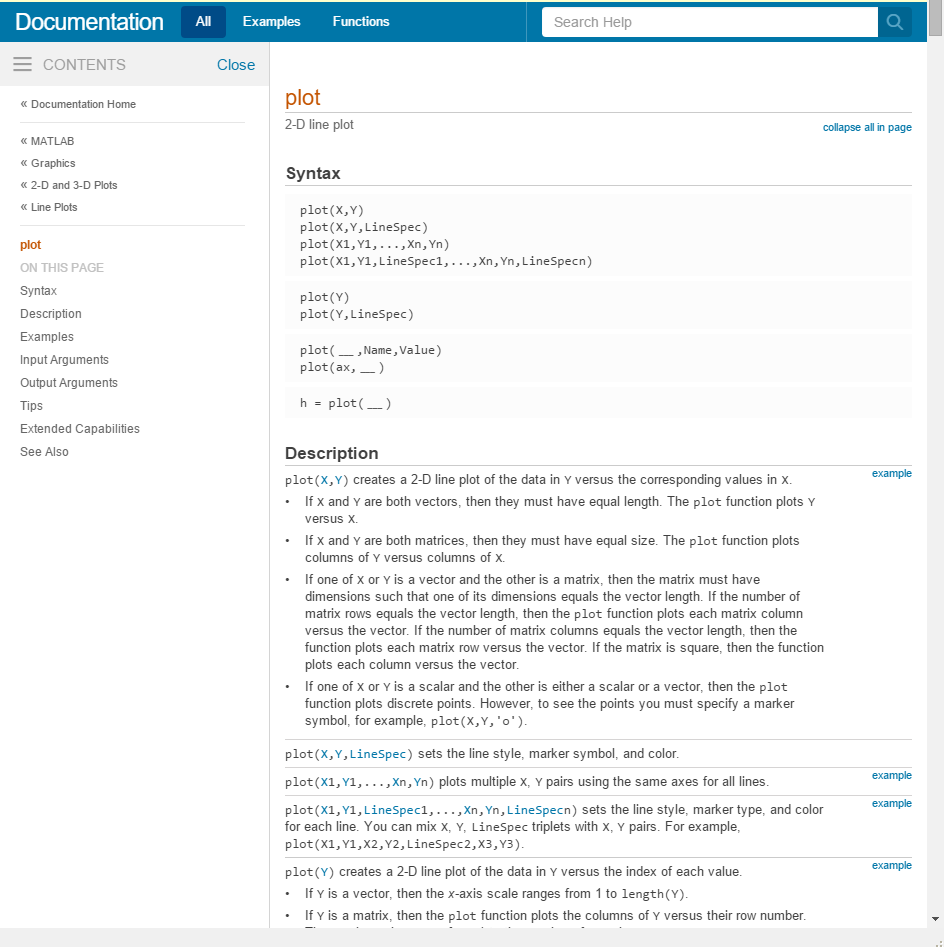 Documentation All Examples Functions Search Help
CONTENTS Close
« Documentation Home
« MATLAB
« Graphics
« 2-D and 3-D Plots
« Line Plots
plot
ON THIS PAGE
Syntax
Description
Examples
Input Arguments
Output Arguments
Tips
Extended Capabilities
See Also
plot
2-D line plot
collapse all in page
Syntax
plot(X,Y)
plot(X,Y,LineSpec)
plot(X1,Y1,...,Xn,Yn)
plot(X1,Y1,LineSpec1,...,Xn,Yn,LineSpecn)
plot(Y)
plot(Y,LineSpec)
plot(__,Name,Value)
plot(ax,__)
h = plot(__)
Description
plot(X,Y) creates a 2-D line plot of the data in Y versus the corresponding values in X.
example
• If X and Y are both vectors, then they must have equal length. The plot function plots Y
versus X.
• If X and Y are both matrices, then they must have equal size. The plot function plots
columns of Y versus columns of X.
• If one of X or Y is a vector and the other is a matrix, then the matrix must have
dimensions such that one of its dimensions equals the vector length. If the number of
matrix rows equals the vector length, then the plot function plots each matrix column
versus the vector. If the number of matrix columns equals the vector length, then the
function plots each matrix row versus the vector. If the matrix is square, then the function
plots each column versus the vector.
• If one of X or Y is a scalar and the other is either a scalar or a vector, then the plot
function plots discrete points. However, to see the points you must specify a marker
symbol, for example, plot(X,Y,'o').
plot(X,Y,LineSpec) sets the line style, marker symbol, and color.
plot(X1,Y1,...,Xn,Yn) plots multiple X, Y pairs using the same axes for all lines.
example
plot(X1,Y1,LineSpec1,...,Xn,Yn,LineSpecn) sets the line style, marker type, and color
example
for each line. You can mix X, Y, LineSpec triplets with X, Y pairs. For example,
plot(X1,Y1,X2,Y2,LineSpec2,X3,Y3).
plot(Y) creates a 2-D line plot of the data in Y versus the index of each value.
example
• If Y is a vector, then the x-axis scale ranges from 1 to length(Y).
• If Y is a matrix, then the plot function plots the columns of Y versus their row number.